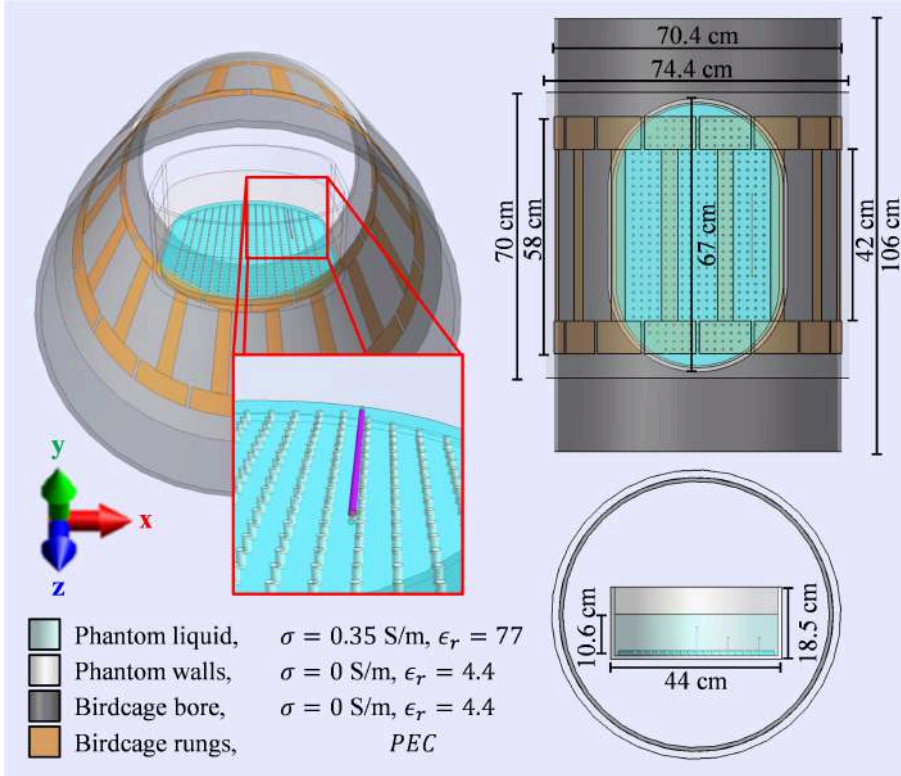 70.4 cm
74.4 cm
70 cm
58 cm
67 cm
42 cm
106 cm
y
x
z
10.6 cm
18.5 cm
44 cm
Phantom liquid, σ = 0.35 S/m, ϵᵣ = 77
Phantom walls, σ = 0 S/m, ϵᵣ = 4.4
Birdcage bore, σ = 0 S/m, ϵᵣ = 4.4
Birdcage rungs, PEC